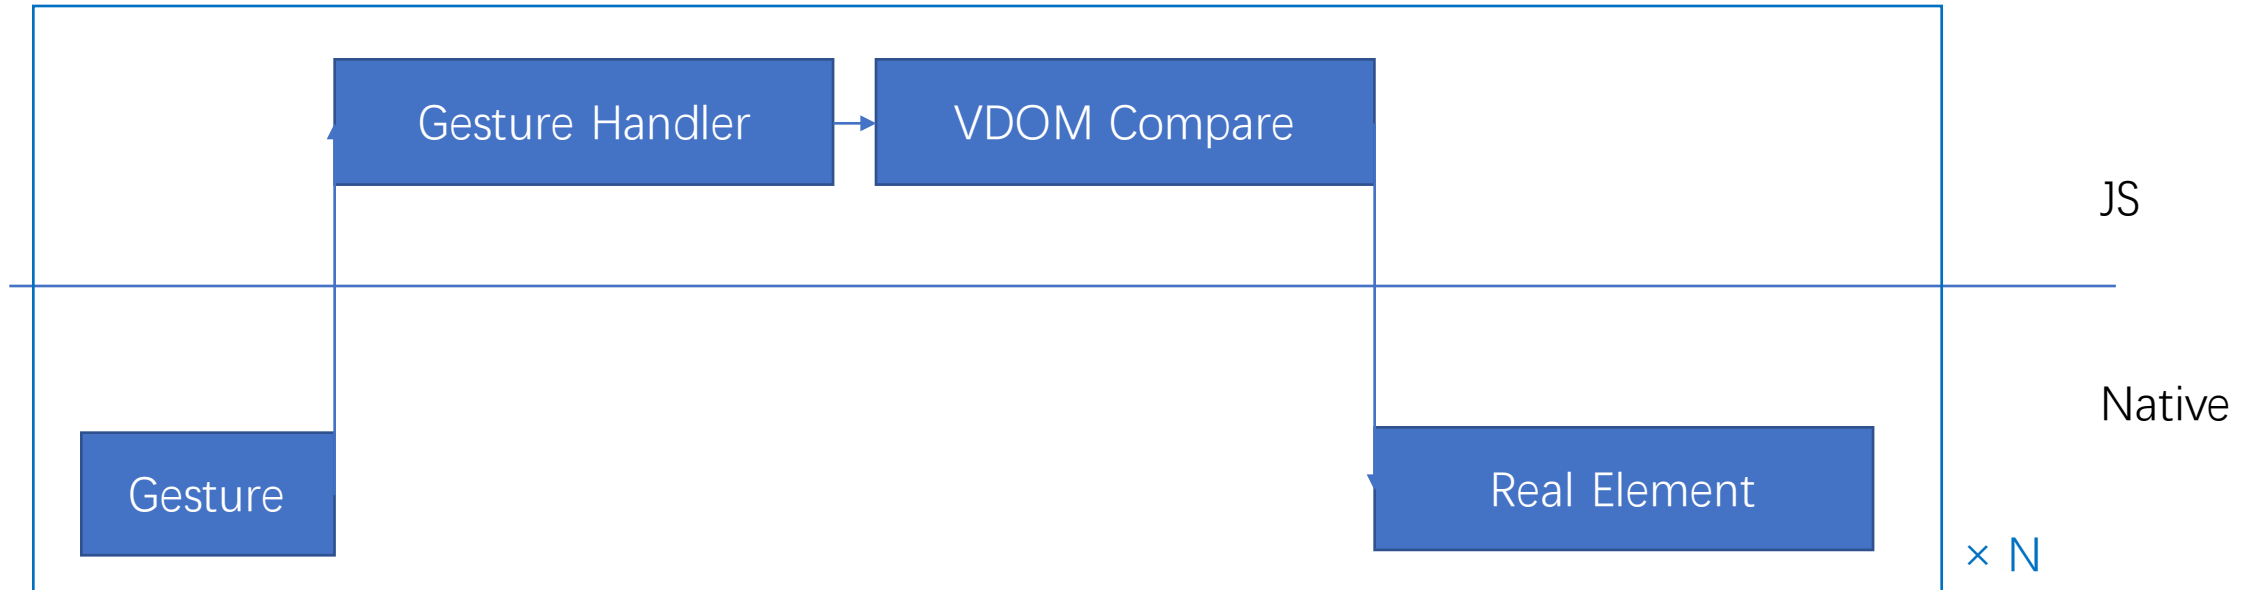 Gesture Handler
VDOM Compare
JS
Native
Gesture
Real Element
× N